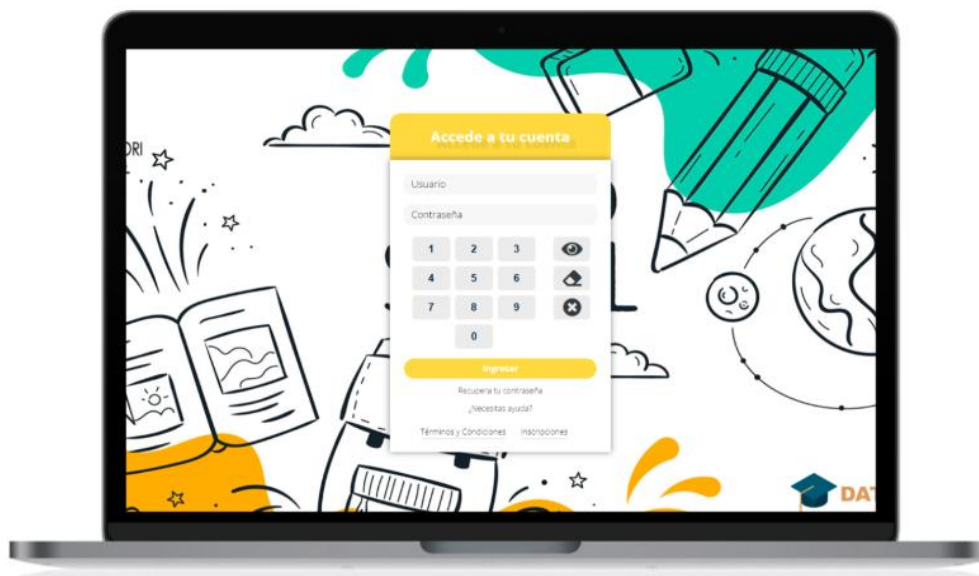 Accede a tu cuenta
Usuario
Contraseña
1 2 3
4 5 6
7 8 9
0
Ingresar
Recupera tu contraseña
¿Necesitas ayuda?
Términos y Condiciones Inscripciones
DRI
DAT